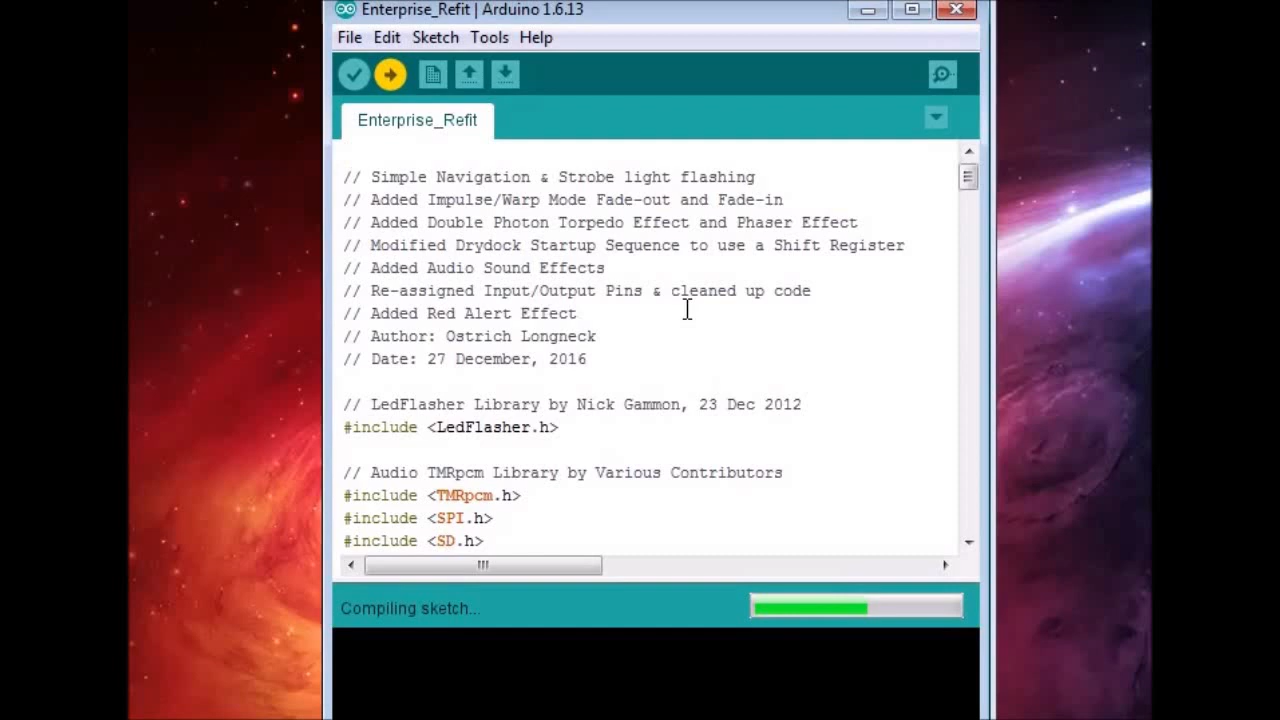 Enterprise_Refit | Arduino 1.6.13
File Edit Sketch Tools Help
Enterprise_Refit
// Simple Navigation & Strobe light flashing
// Added Impulse/Warp Mode Fade-out and Fade-in
// Added Double Photon Torpedo Effect and Phaser Effect
// Modified Drydock Startup Sequence to use a Shift Register
// Added Audio Sound Effects
// Re-assigned Input/Output Pins & cleaned up code
// Added Red Alert Effect
// Author: Ostrich Longneck
// Date: 27 December, 2016
// LedFlasher Library by Nick Gammon, 23 Dec 2012
#include <LedFlasher.h>
// Audio TMRpcm Library by Various Contributors
#include <TMRpcm.h>
#include <SPI.h>
#include <SD.h>
Compiling sketch...